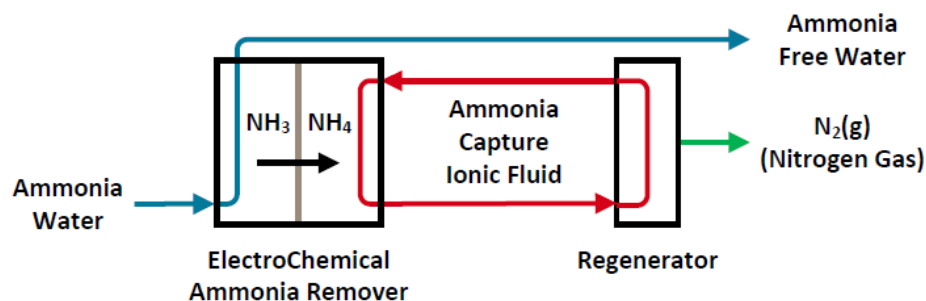 Ammonia
Free Water
NH₃
NH₄
Ammonia
Capture
Ionic Fluid
N₂(g)
(Nitrogen Gas)
Ammonia
Water
ElectroChemical
Ammonia Remover
Regenerator